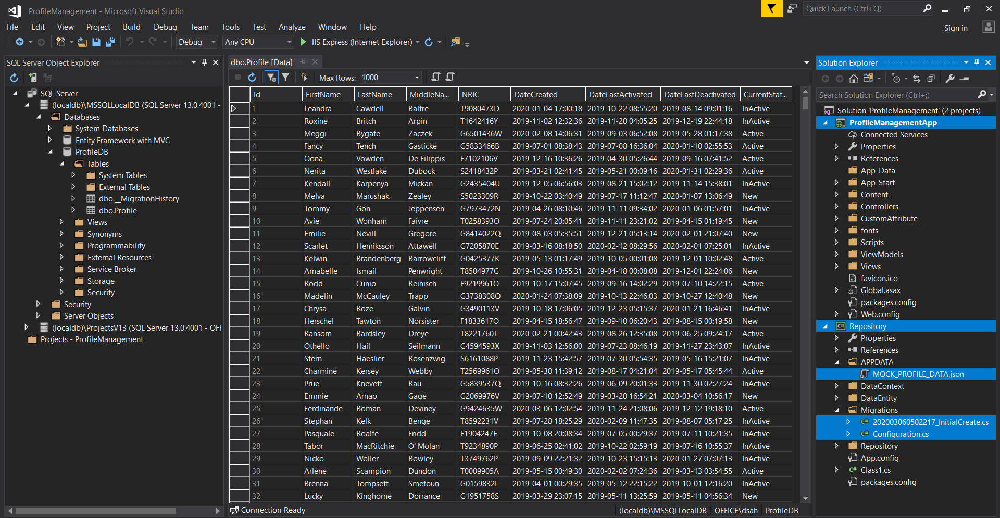 ProfileManagement - Microsoft Visual Studio
Quick Launch (Ctrl+Q)
File Edit View Project Build Debug Team Tools Test Analyze Window Help
Sign in
Debug Any CPU IIS Express (Internet Explorer)
SQL Server Object Explorer
SQL Server
(localdb)\MSSQLLocalDB (SQL Server 13.0.4001 -
Databases
System Databases
Entity Framework with MVC
ProfileDB
Tables
System Tables
External Tables
dbo.__MigrationHistory
dbo.Profile
Views
Synonyms
Programmability
External Resources
Service Broker
Storage
Security
Security
Server Objects
(localdb)\ProjectsV13 (SQL Server 13.0.4001 - OFF
Projects - ProfileManagement
dbo.Profile [Data]
Max Rows: 1000
Id FirstName LastName MiddleNa... NRIC DateCreated DateLastActivated DateLastDeactivated CurrentStat...
1 Leandra Cawdell Balfre T9080473D 2020-01-04 17:00:18 2019-10-22 08:55:20 2019-08-14 09:01:16 InActive
2 Roxine Britch Arpin T1642416Y 2019-11-02 12:32:36 2019-11-20 04:05:25 2019-12-19 22:44:18 InActive
3 Meggi Bygate Zaczek G6501436W 2020-02-08 14:06:31 2019-09-03 06:52:08 2019-05-28 01:17:38 Active
4 Fancy Tench Gasticke G5833466B 2019-07-01 08:38:43 2019-07-08 16:36:04 2020-01-10 02:55:53 Active
5 Oona Vowden De Filippis F7102106V 2019-12-16 10:36:26 2019-04-30 05:26:44 2019-09-16 07:41:52 Active
6 Nerita Westlake Dubock S2418432P 2019-03-21 02:41:45 2019-05-21 00:09:16 2020-01-31 02:29:36 Active
7 Kendall Karpenya Mickan G2435404U 2019-12-05 06:56:03 2019-08-21 15:02:12 2019-11-14 15:38:01 InActive
8 Melva Marushak Zealey S5023309R 2019-10-22 03:40:49 2019-07-17 11:12:47 2020-01-07 13:06:49 New
9 Tommy Gon Jeppensen G7973472N 2019-04-26 08:10:46 2019-11-11 09:34:02 2020-01-06 01:57:01 InActive
10 Avie Wonham Faivre T0258393O 2019-07-24 20:05:41 2019-11-11 23:21:02 2019-04-15 01:19:45 New
11 Emilie Nevill Gregore G8414022Q 2019-08-03 05:35:51 2019-12-21 05:13:14 2020-02-01 21:07:40 New
12 Scarlet Henriksson Attawell G7205870E 2019-03-16 08:18:50 2020-02-12 08:29:56 2020-02-01 07:25:01 InActive
13 Kelwin Brandenberg Barrowcliff G0425377K 2019-05-13 01:17:49 2019-10-05 00:01:08 2019-12-01 10:02:48 Active
14 Amabelle Ismail Penwright T8504977G 2019-10-26 10:55:31 2019-04-18 00:08:08 2019-12-01 22:24:06 New
15 Rodd Cunio Reinisch F9219961O 2019-10-17 15:07:45 2019-09-16 14:02:29 2019-07-10 14:22:15 Active
16 Madelin McCauley Trapp G3738308Q 2020-01-24 07:38:09 2019-10-13 22:46:03 2019-10-27 12:40:48 New
17 Chrysa Roze Galvin G3490113V 2019-10-18 17:06:05 2019-12-23 05:15:37 2020-01-21 16:46:41 InActive
18 Herschel Tawton Norsister F1833617O 2019-04-15 18:56:47 2019-09-10 06:20:43 2019-08-15 00:19:58 New
19 Ransom Bardsley Dreye T8221760T 2020-02-21 00:42:43 2019-08-26 12:35:08 2019-06-25 09:24:17 Active
20 Othello Hail Seilmann G4594593X 2019-11-03 12:56:00 2019-07-23 08:46:19 2019-11-27 23:43:07 InActive
21 Stern Haeslier Rosenzwig S6161088P 2019-11-23 15:42:57 2019-07-30 05:54:35 2019-05-16 15:21:07 InActive
22 Charmine Kersey Webby T2569961O 2019-05-30 11:39:12 2019-08-17 04:21:04 2019-05-17 05:45:44 Active
23 Prue Knevett Rau G5839537Q 2019-10-16 08:32:26 2019-06-09 20:01:33 2019-11-30 02:27:24 InActive
24 Emmie Arnao Gage G2069976V 2019-07-10 12:52:49 2019-03-20 16:54:21 2020-03-04 10:56:17 New
25 Ferdinande Boman Deviney G9424635W 2020-03-06 12:02:54 2019-11-24 21:08:06 2019-12-12 19:18:10 Active
26 Stephan Kelk Benge T8592231V 2019-07-28 18:25:29 2020-02-09 11:47:35 2019-08-07 05:17:25 InActive
27 Pasquale Roalfe Fridd F1904247E 2019-10-08 20:08:34 2019-07-05 00:29:37 2019-07-11 10:21:35 InActive
28 Tabor MacRitchie O' Molan T9234890P 2019-06-25 02:41:02 2019-10-22 02:59:19 2019-07-16 10:55:37 InActive
29 Nicko Woller Bowley T3749762P 2019-09-09 22:21:32 2019-10-23 15:15:13 2020-01-27 07:07:13 InActive
30 Arlene Scampion Dundon T0009905A 2019-05-15 00:49:30 2020-02-02 07:24:36 2019-03-13 03:54:55 Active
31 Brenna Tompsett Smetoun G0159832I 2019-04-01 00:29:35 2019-05-12 22:15:22 2019-10-01 12:16:20 InActive
32 Lucky Kinghorne Dorrance G1951758S 2019-03-29 23:07:15 2019-05-11 13:25:59 2019-05-11 04:56:34 New
Connection Ready (localdb)\MSSQLLocalDB OFFICE\dsah ProfileDB
Solution Explorer
Search Solution Explorer (Ctrl+;)
Solution 'ProfileManagement' (2 projects)
ProfileManagementApp
Connected Services
Properties
References
App_Data
App_Start
Content
Controllers
CustomAttribute
fonts
Scripts
ViewModels
Views
favicon.ico
Global.asax
packages.config
Web.config
Repository
Properties
References
APPDATA
MOCK_PROFILE_DATA.json
DataContext
DataEntity
Migrations
202003060502217_InitialCreate.cs
Configuration.cs
Repository
App.config
Class1.cs
packages.config